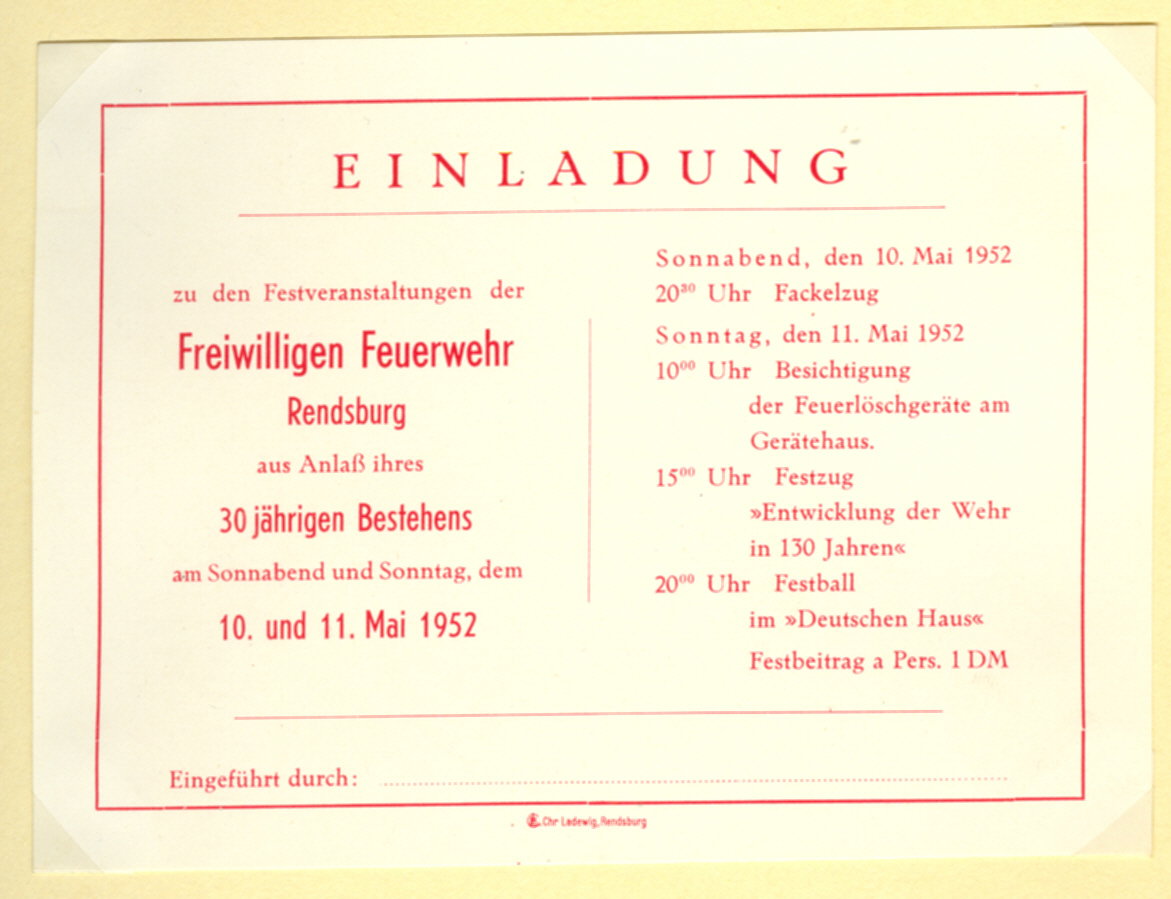 EINLADUNG
zu den Festveranstaltungen der
Freiwilligen Feuerwehr
Rendsburg
aus Anlaß ihres
30 jährigen Bestehens
am Sonnabend und Sonntag, dem
10. und 11. Mai 1952
Sonnabend, den 10. Mai 1952
20³⁰ Uhr Fackelzug
Sonntag, den 11. Mai 1952
10⁰⁰ Uhr Besichtigung
der Feuerlöschgeräte am
Gerätehaus.
15⁰⁰ Uhr Festzug
»Entwicklung der Wehr
in 130 Jahren«
20⁰⁰ Uhr Festball
im »Deutschen Haus«
Festbeitrag a Pers. 1 DM
Eingeführt durch:
Chr Ladewig, Rendsburg